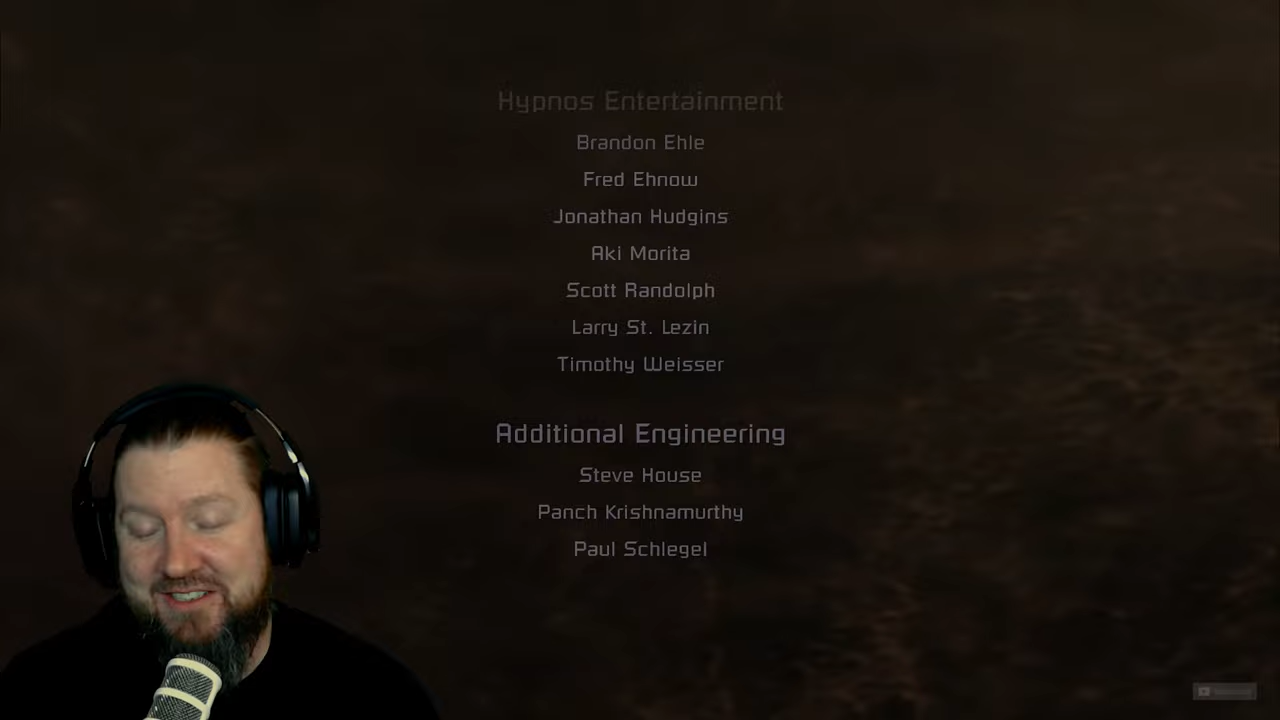 Hypnos Entertainment
Brandon Ehle
Fred Ehnow
Jonathan Hudgins
Aki Morita
Scott Randolph
Larry St. Lezin
Timothy Weisser
Additional Engineering
Steve House
Panch Krishnamurthy
Paul Schlegel